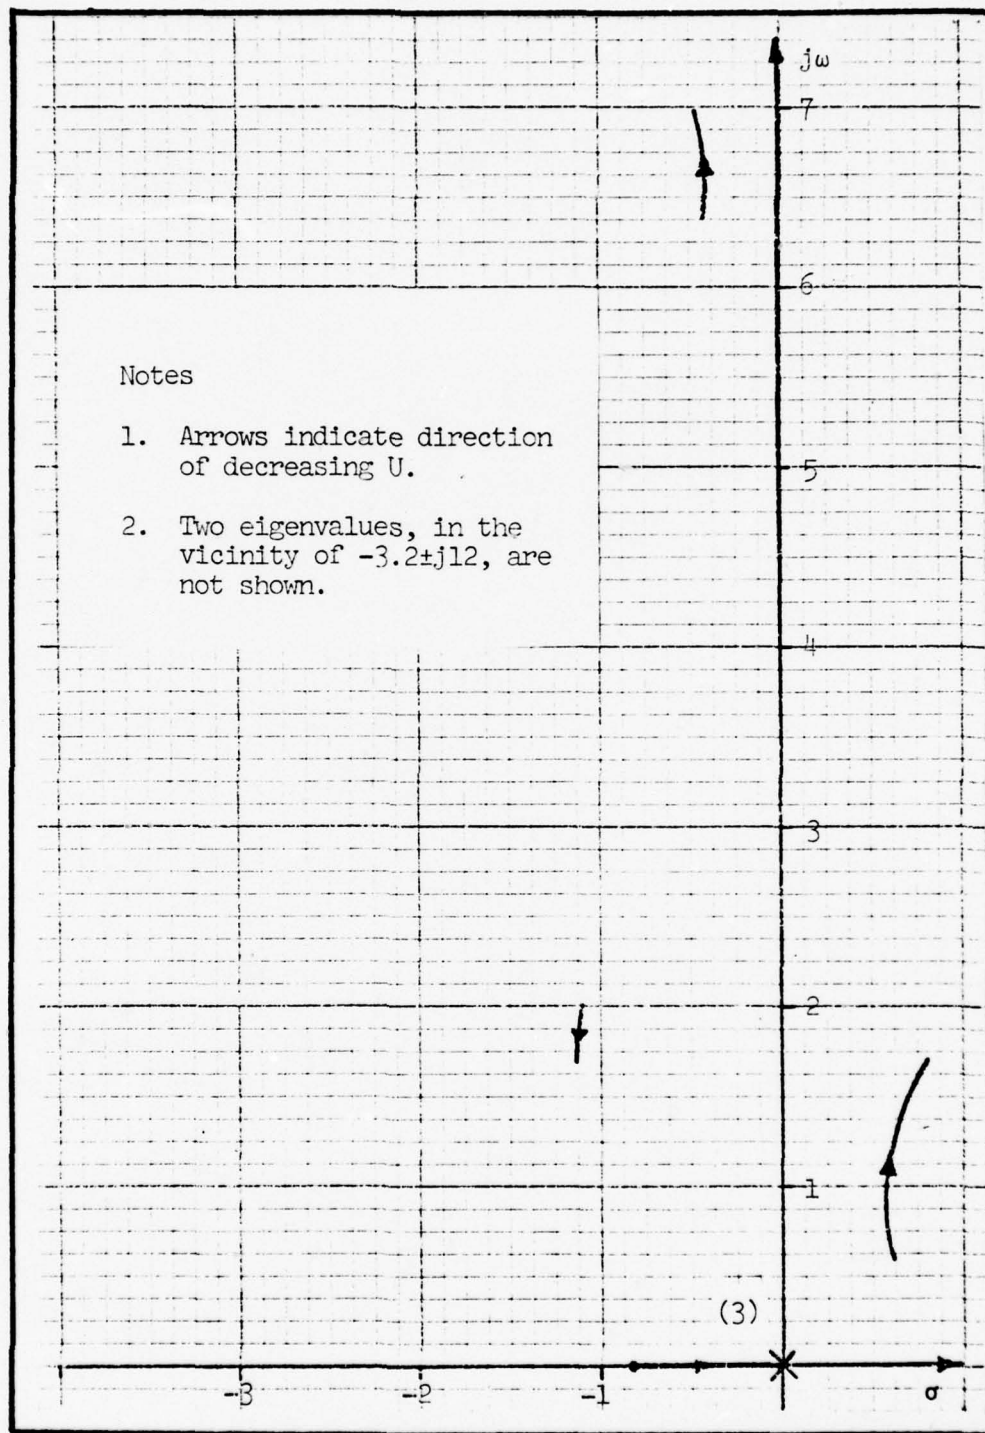 jω
7
6
Notes
1. Arrows indicate direction
of decreasing U.
5
2. Two eigenvalues, in the
vicinity of -3.2±j12, are
not shown.
4
3
2
1
(3)
-3
-2
-1
σ